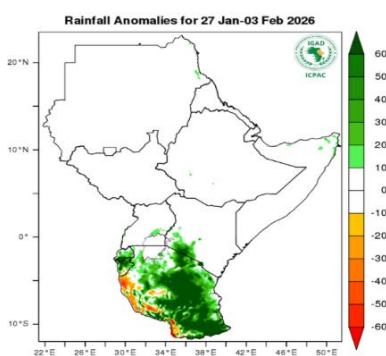 Rainfall Anomalies for 27 Jan-03 Feb 2026
IGAD
ICPAC
20°N
10°N
0°
10°S
22°E 26°E 30°E 34°E 38°E 42°E 46°E 50°E
60
50
40
30
20
10
0
-10
-20
-30
-40
-50
-60